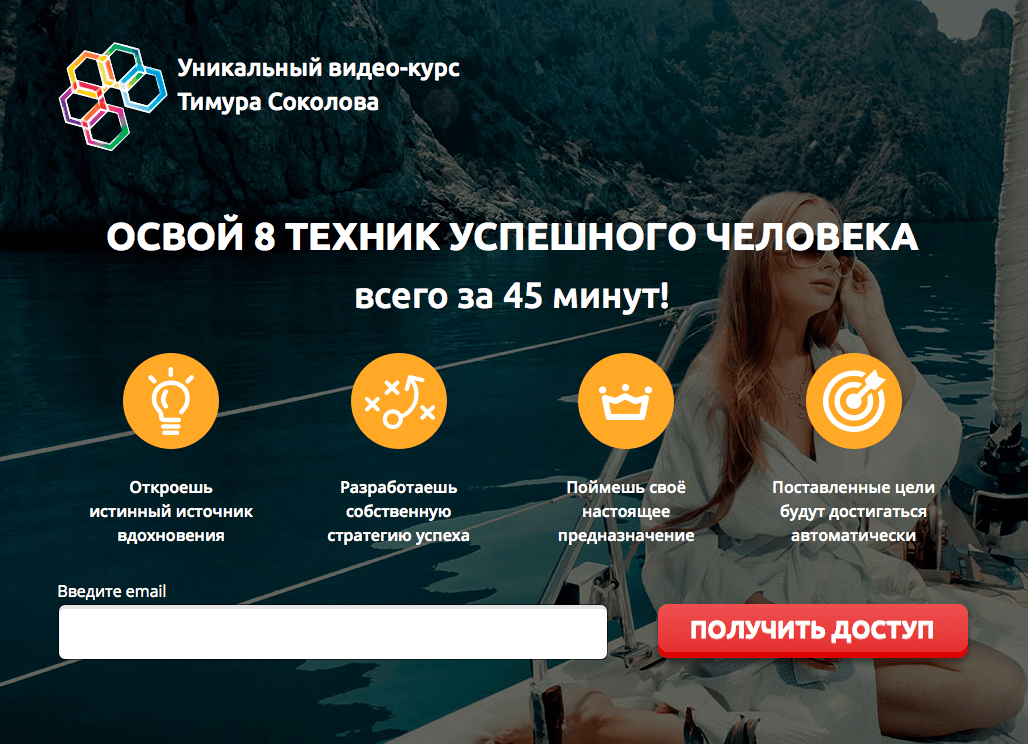 Уникальный видео-курс
Тимура Соколова
ОСВОЙ 8 ТЕХНИК УСПЕШНОГО ЧЕЛОВЕКА
всего за 45 минут!
Откроешь
истинный источник
вдохновения
Разработаешь
собственную
стратегию успеха
Поймешь своё
настоящее
предназначение
Поставленные цели
будут достигаться
автоматически
Введите email
ПОЛУЧИТЬ ДОСТУП